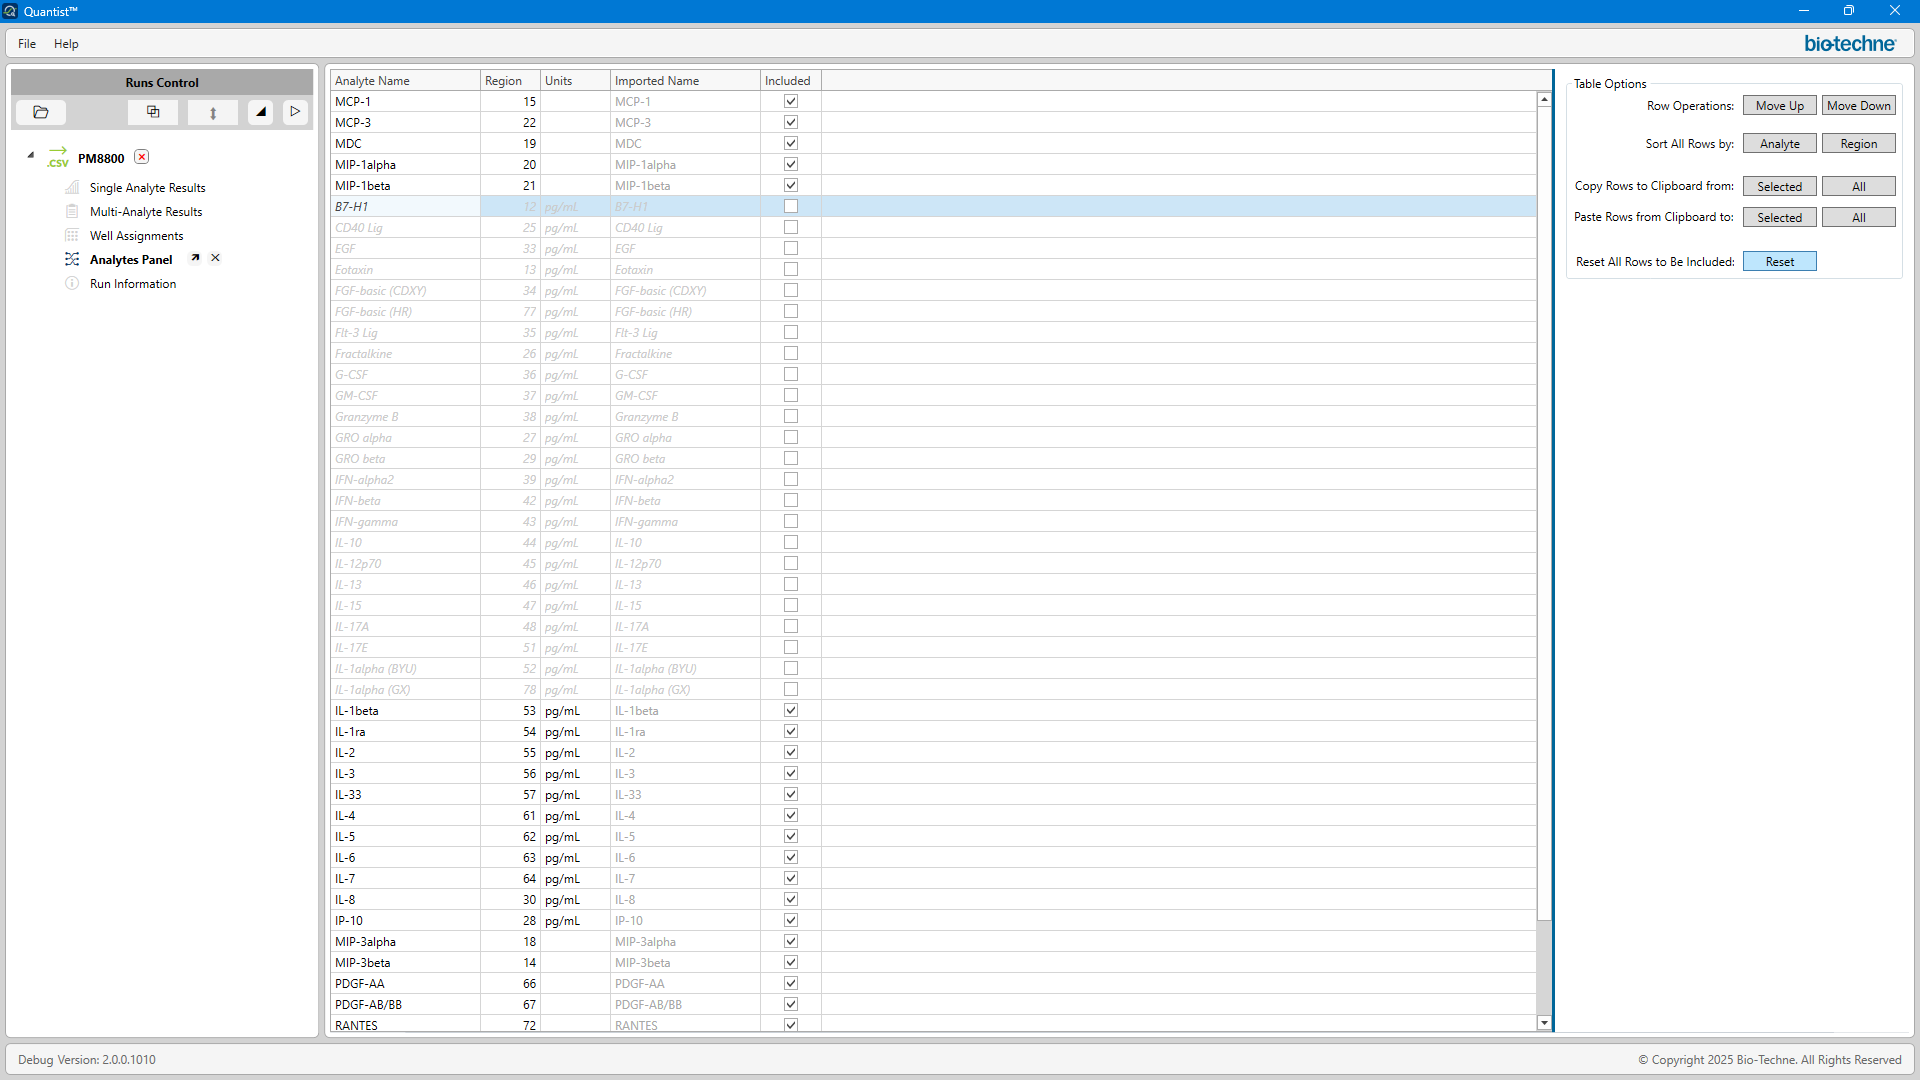 Quantist™
File Help
bio-techne
Runs Control
.CSV PM8800
Single Analyte Results
Multi-Analyte Results
Well Assignments
Analytes Panel
Run Information
Analyte Name Region Units Imported Name Included
MCP-1 15 MCP-1
MCP-3 22 MCP-3
MDC 19 MDC
MIP-1alpha 20 MIP-1alpha
MIP-1beta 21 MIP-1beta
B7-H1 12 pg/mL B7-H1
CD40 Lig 25 pg/mL CD40 Lig
EGF 33 pg/mL EGF
Eotaxin 13 pg/mL Eotaxin
FGF-basic (CDXY) 34 pg/mL FGF-basic (CDXY)
FGF-basic (HR) 77 pg/mL FGF-basic (HR)
Flt-3 Lig 35 pg/mL Flt-3 Lig
Fractalkine 26 pg/mL Fractalkine
G-CSF 36 pg/mL G-CSF
GM-CSF 37 pg/mL GM-CSF
Granzyme B 38 pg/mL Granzyme B
GRO alpha 27 pg/mL GRO alpha
GRO beta 29 pg/mL GRO beta
IFN-alpha2 39 pg/mL IFN-alpha2
IFN-beta 42 pg/mL IFN-beta
IFN-gamma 43 pg/mL IFN-gamma
IL-10 44 pg/mL IL-10
IL-12p70 45 pg/mL IL-12p70
IL-13 46 pg/mL IL-13
IL-15 47 pg/mL IL-15
IL-17A 48 pg/mL IL-17A
IL-17E 51 pg/mL IL-17E
IL-1alpha (BYU) 52 pg/mL IL-1alpha (BYU)
IL-1alpha (GX) 78 pg/mL IL-1alpha (GX)
IL-1beta 53 pg/mL IL-1beta
IL-1ra 54 pg/mL IL-1ra
IL-2 55 pg/mL IL-2
IL-3 56 pg/mL IL-3
IL-33 57 pg/mL IL-33
IL-4 61 pg/mL IL-4
IL-5 62 pg/mL IL-5
IL-6 63 pg/mL IL-6
IL-7 64 pg/mL IL-7
IL-8 30 pg/mL IL-8
IP-10 28 pg/mL IP-10
MIP-3alpha 18 MIP-3alpha
MIP-3beta 14 MIP-3beta
PDGF-AA 66 PDGF-AA
PDGF-AB/BB 67 PDGF-AB/BB
RANTES 72 RANTES
Table Options
Row Operations: Move Up Move Down
Sort All Rows by: Analyte Region
Copy Rows to Clipboard from: Selected All
Paste Rows from Clipboard to: Selected All
Reset All Rows to Be Included: Reset
Debug Version: 2.0.0.1010
© Copyright 2025 Bio-Techne. All Rights Reserved